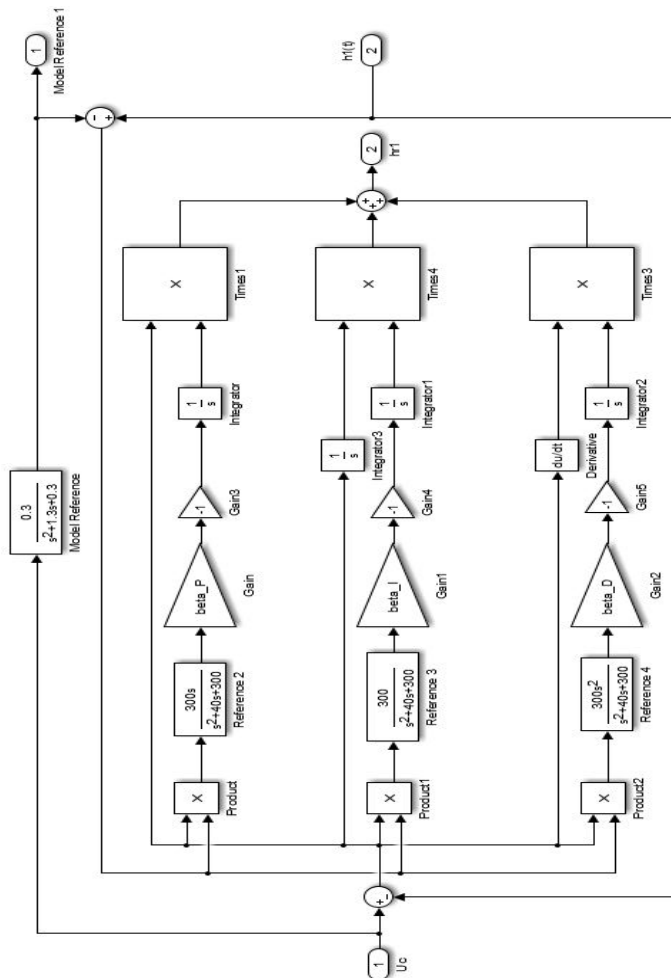 1
Uc
0.3
s²+1.3s+0.3
Model Reference
1
Model Reference 1
-
+
+
-
X
Product
300s
s²+40s+300
Reference 2
beta_P
Gain
-1
Gain3
1
s
Integrator
X
Times1
1
s
Integrator3
X
Product1
300
s²+40s+300
Reference 3
beta_I
Gain1
-1
Gain4
1
s
Integrator1
X
Times4
+
+
+
2
hr1
2
h1(t)
du/dt
Derivative
X
Product2
300s²
s²+40s+300
Reference 4
beta_D
Gain2
-1
Gain5
1
s
Integrator2
X
Times3